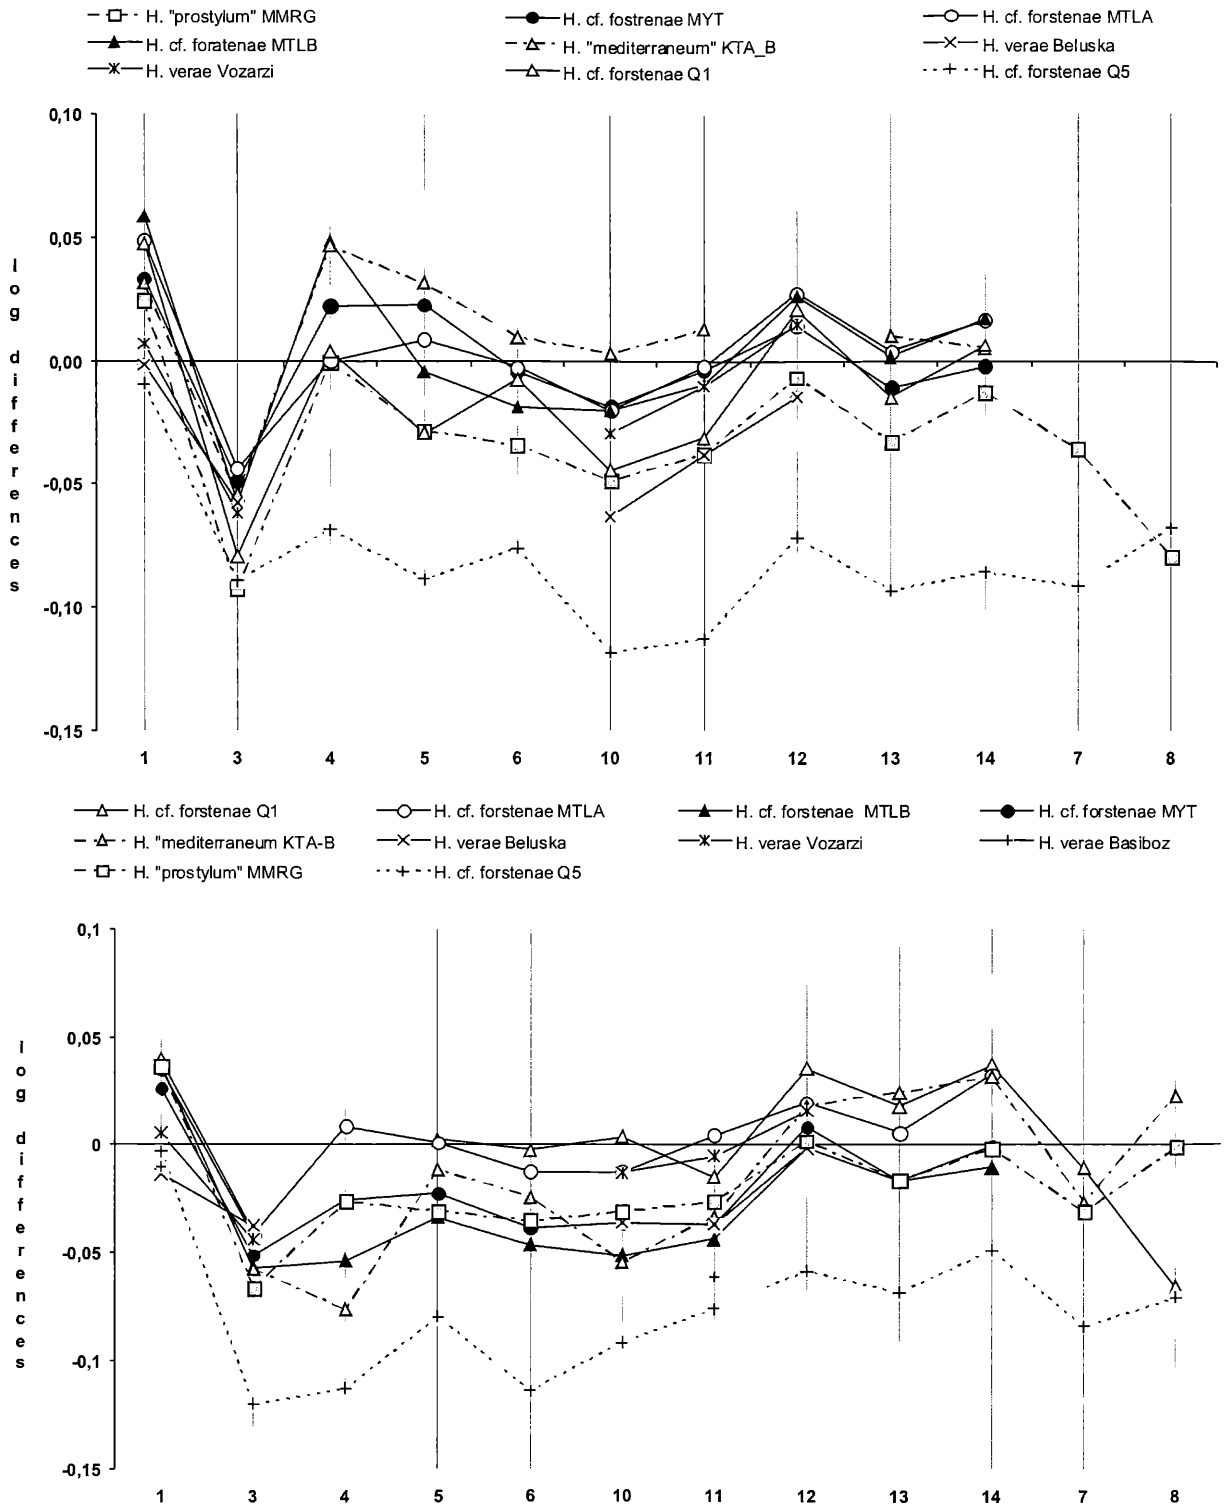 H. "prostylum" MMRG H. cf. fostrenae MYT H. cf. forstenae MTLA
H. cf. foratenae MTLB H. "mediterraneum" KTA_B H. verae Beluska
H. verae Vozarzi H. cf. forstenae Q1 H. cf. forstenae Q5
0,10
0,05
0,00
-0,05
-0,10
-0,15
log differences
1 3 4 5 6 10 11 12 13 14 7 8
H. cf. forstenae Q1 H. cf. forstenae MTLA H. cf. forstenae MTLB H. cf. forstenae MYT
H. "mediterraneum KTA-B H. verae Beluska H. verae Vozarzi H. verae Basiboz
H. "prostylum" MMRG H. cf. forstenae Q5
0,1
0,05
0
-0,05
-0,1
-0,15
log differences
1 3 4 5 6 10 11 12 13 14 7 8